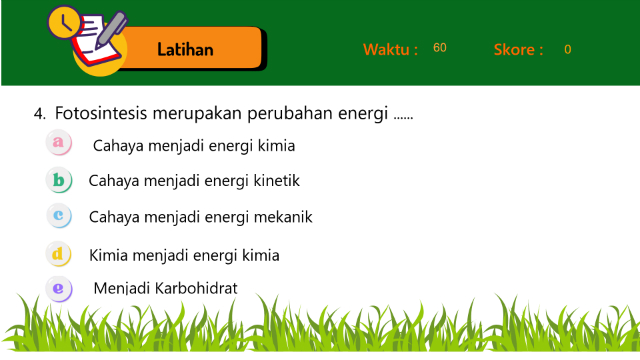 Latihan
Waktu : 60
Skore : 0
4. Fotosintesis merupakan perubahan energi ......
a Cahaya menjadi energi kimia
b Cahaya menjadi energi kinetik
c Cahaya menjadi energi mekanik
d Kimia menjadi energi kimia
e Menjadi Karbohidrat